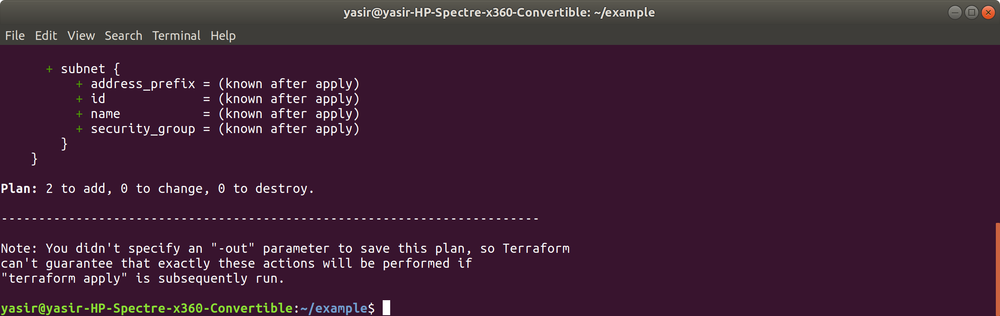 yasir@yasir-HP-Spectre-x360-Convertible: ~/example
File Edit View Search Terminal Help
+ subnet {
+ address_prefix = (known after apply)
+ id = (known after apply)
+ name = (known after apply)
+ security_group = (known after apply)
}
}
Plan: 2 to add, 0 to change, 0 to destroy.
------------------------------------------------------------------------
Note: You didn't specify an "-out" parameter to save this plan, so Terraform
can't guarantee that exactly these actions will be performed if
"terraform apply" is subsequently run.
yasir@yasir-HP-Spectre-x360-Convertible:~/example$